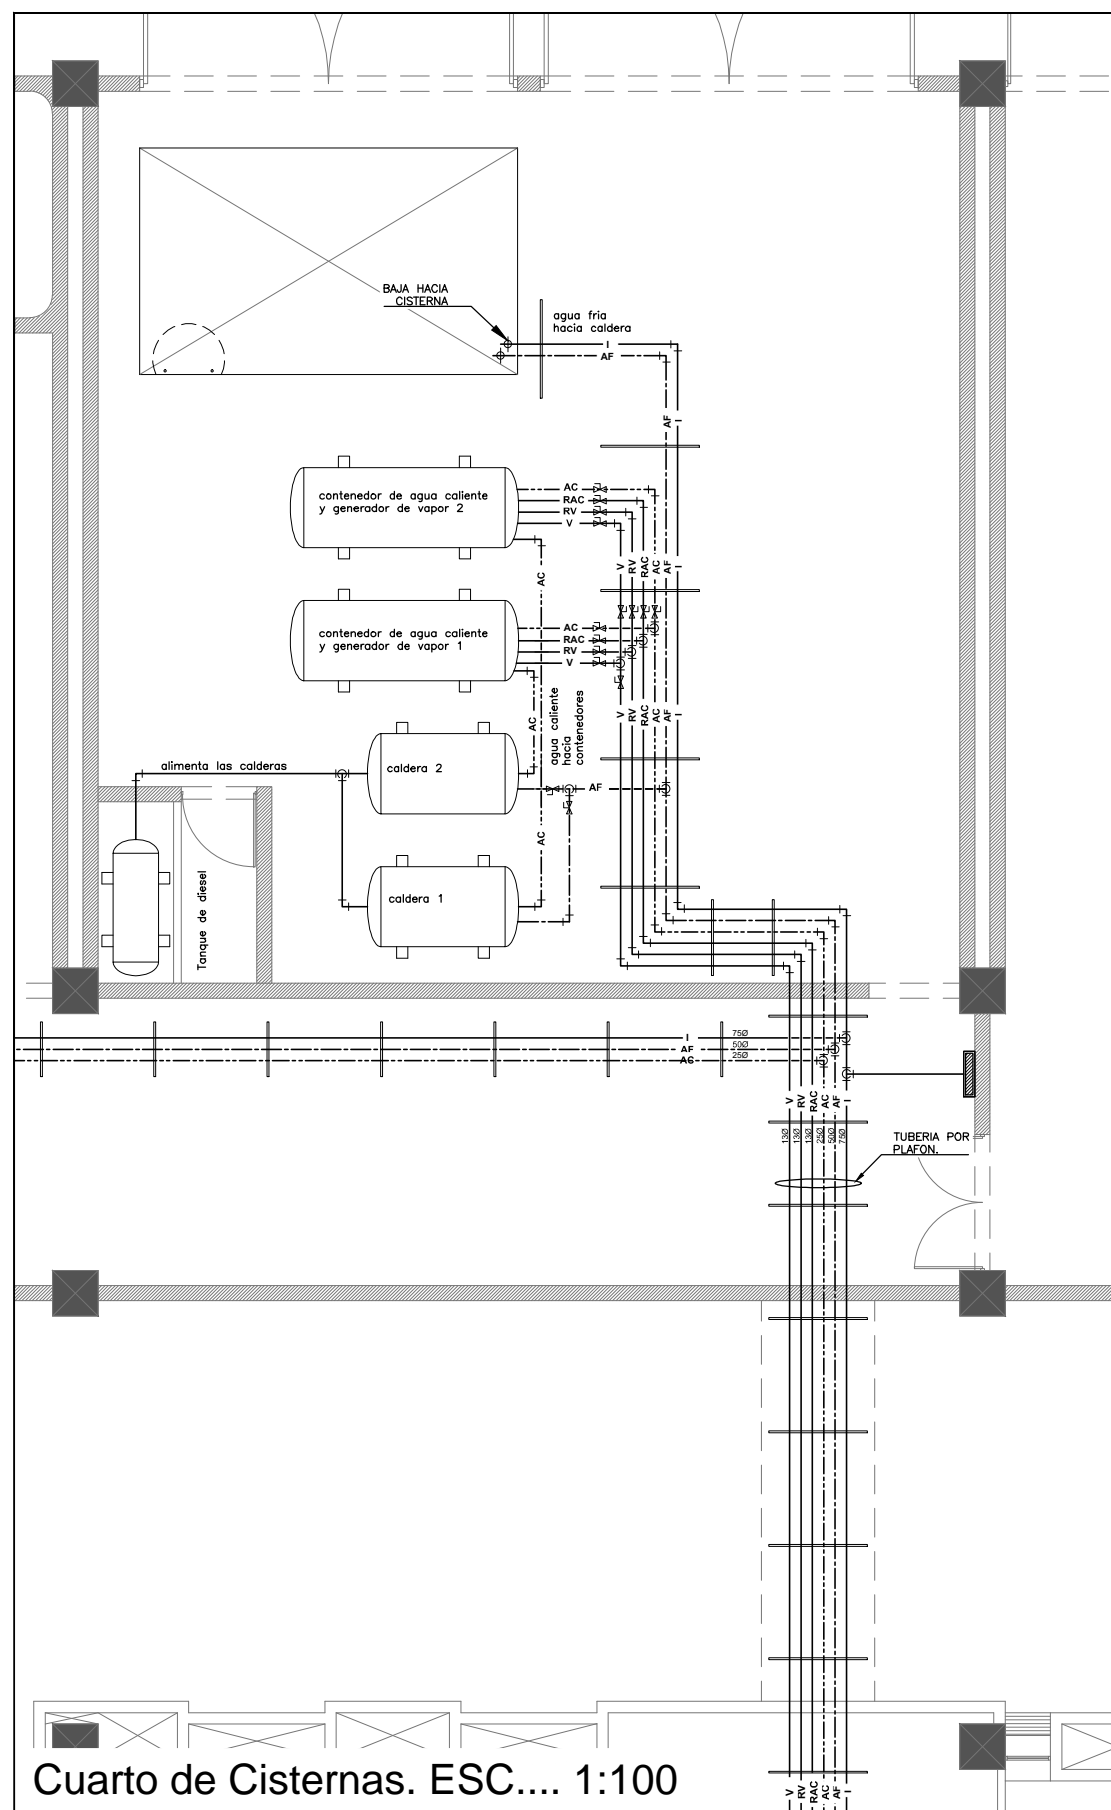 BAJA HACIA
CISTERNA
agua fria
hacia caldera
I
AF
AF
I
contenedor de agua caliente
y generador de vapor 2
AC
RAC
RV
V
V
RV
RAC
AC
AF
I
AC
contenedor de agua caliente
y generador de vapor 1
AC
RAC
RV
V
V
RV
RAC
AC
AF
I
AC
agua caliente
hacia
contenedores
alimenta las calderas
caldera 2
AF
AC
caldera 1
Tanque de diesel
I
AF
AC
75Ø
50Ø
25Ø
V
RV
RAC
AC
AF
I
13Ø
13Ø
13Ø
25Ø
50Ø
75Ø
TUBERIA POR
PLAFON.
V
RV
RAC
AC
AF
I
Cuarto de Cisternas. ESC.... 1:100